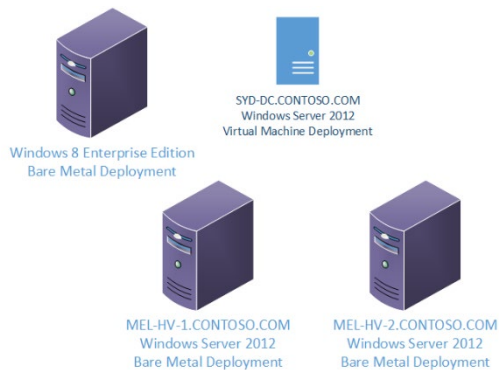 SYD-DC.CONTOSO.COM
Windows Server 2012
Virtual Machine Deployment
Windows 8 Enterprise Edition
Bare Metal Deployment
MEL-HV-1.CONTOSO.COM
Windows Server 2012
Bare Metal Deployment
MEL-HV-2.CONTOSO.COM
Windows Server 2012
Bare Metal Deployment